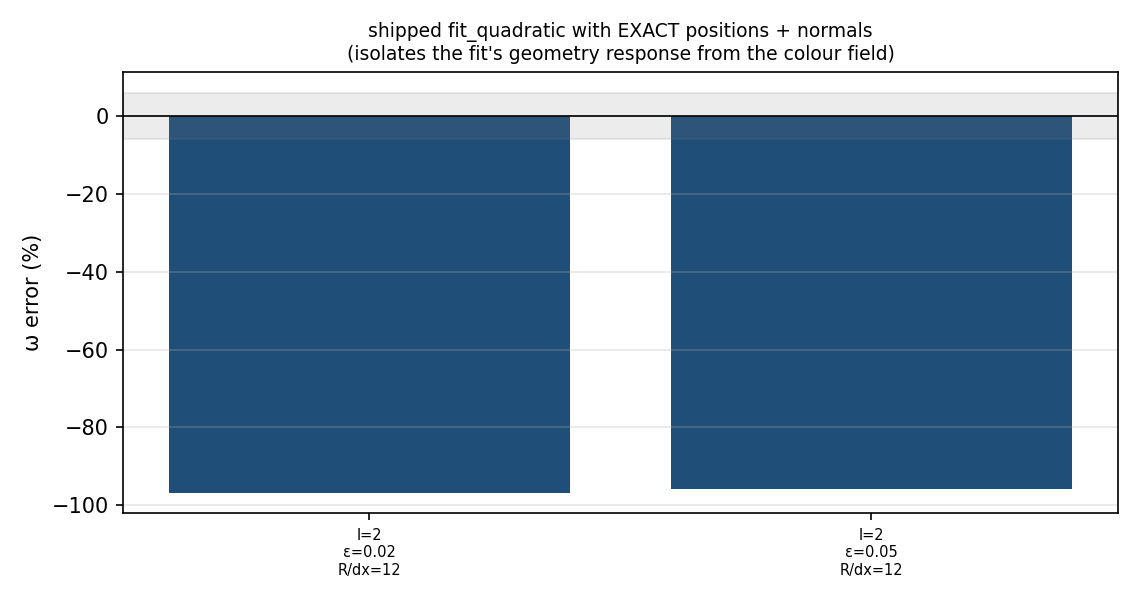 shipped fit_quadratic with EXACT positions + normals
(isolates the fit's geometry response from the colour field)
ω error (%)
0
−20
−40
−60
−80
−100
l=2
ε=0.02
R/dx=12
l=2
ε=0.05
R/dx=12